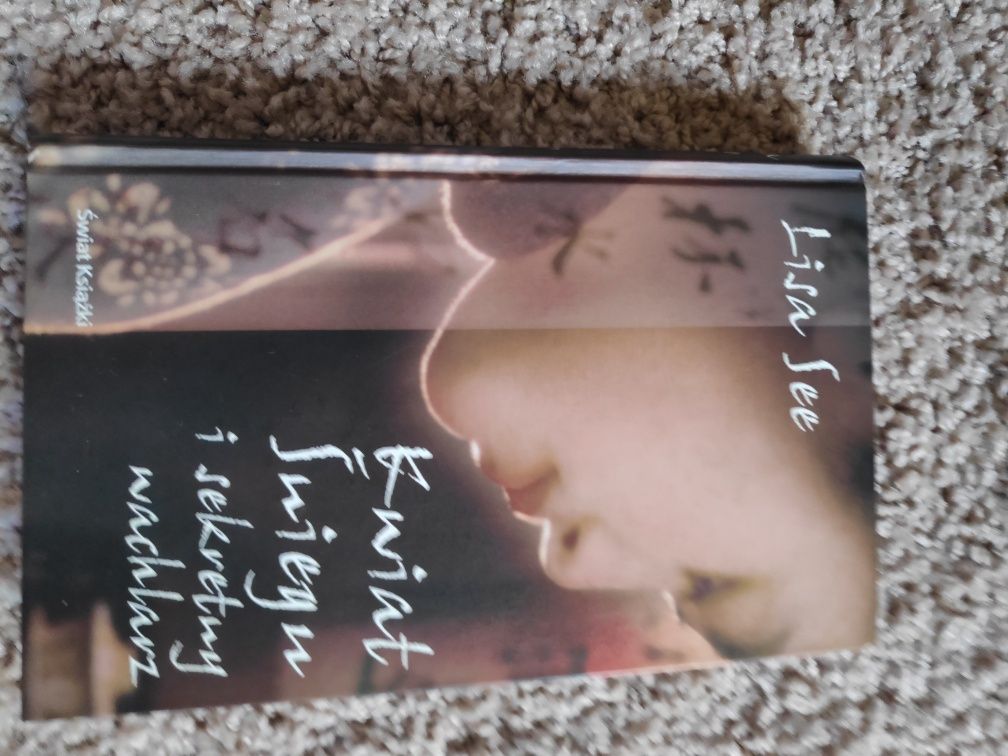 Lisa See
Kwiat
Śniegu
i sekretny
wachlarz
Świat Książki